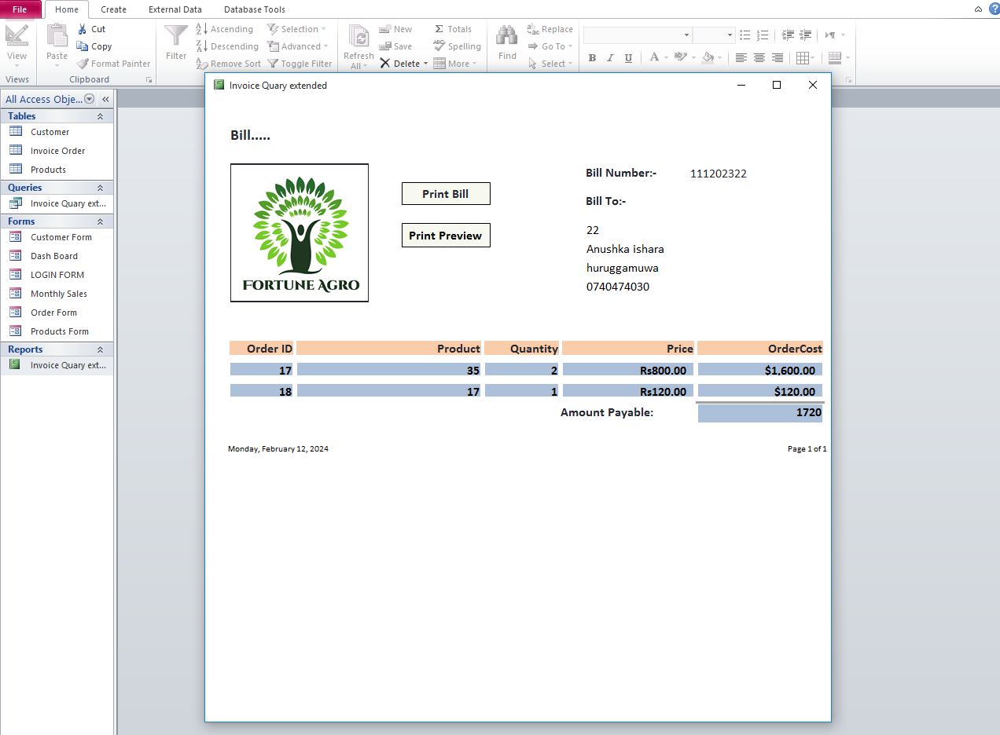 File Home Create External Data Database Tools
View
Views
Paste
Cut
Copy
Format Painter
Clipboard
Filter
Ascending
Descending
Remove Sort
Selection
Advanced
Toggle Filter
Refresh
All
New
Save
Delete
Totals
Spelling
More
Find
Replace
Go To
Select
B I U A
All Access Obje...
Tables
Customer
Invoice Order
Products
Queries
Invoice Quary ext...
Forms
Customer Form
Dash Board
LOGIN FORM
Monthly Sales
Order Form
Products Form
Reports
Invoice Quary ext...
Invoice Quary extended
Bill.....
FORTUNE AGRO
Print Bill
Print Preview
Bill Number:- 111202322
Bill To:-
22
Anushka ishara
huruggamuwa
0740474030
Order ID Product Quantity Price OrderCost
17 35 2 Rs800.00 $1,600.00
18 17 1 Rs120.00 $120.00
Amount Payable: 1720
Monday, February 12, 2024 Page 1 of 1